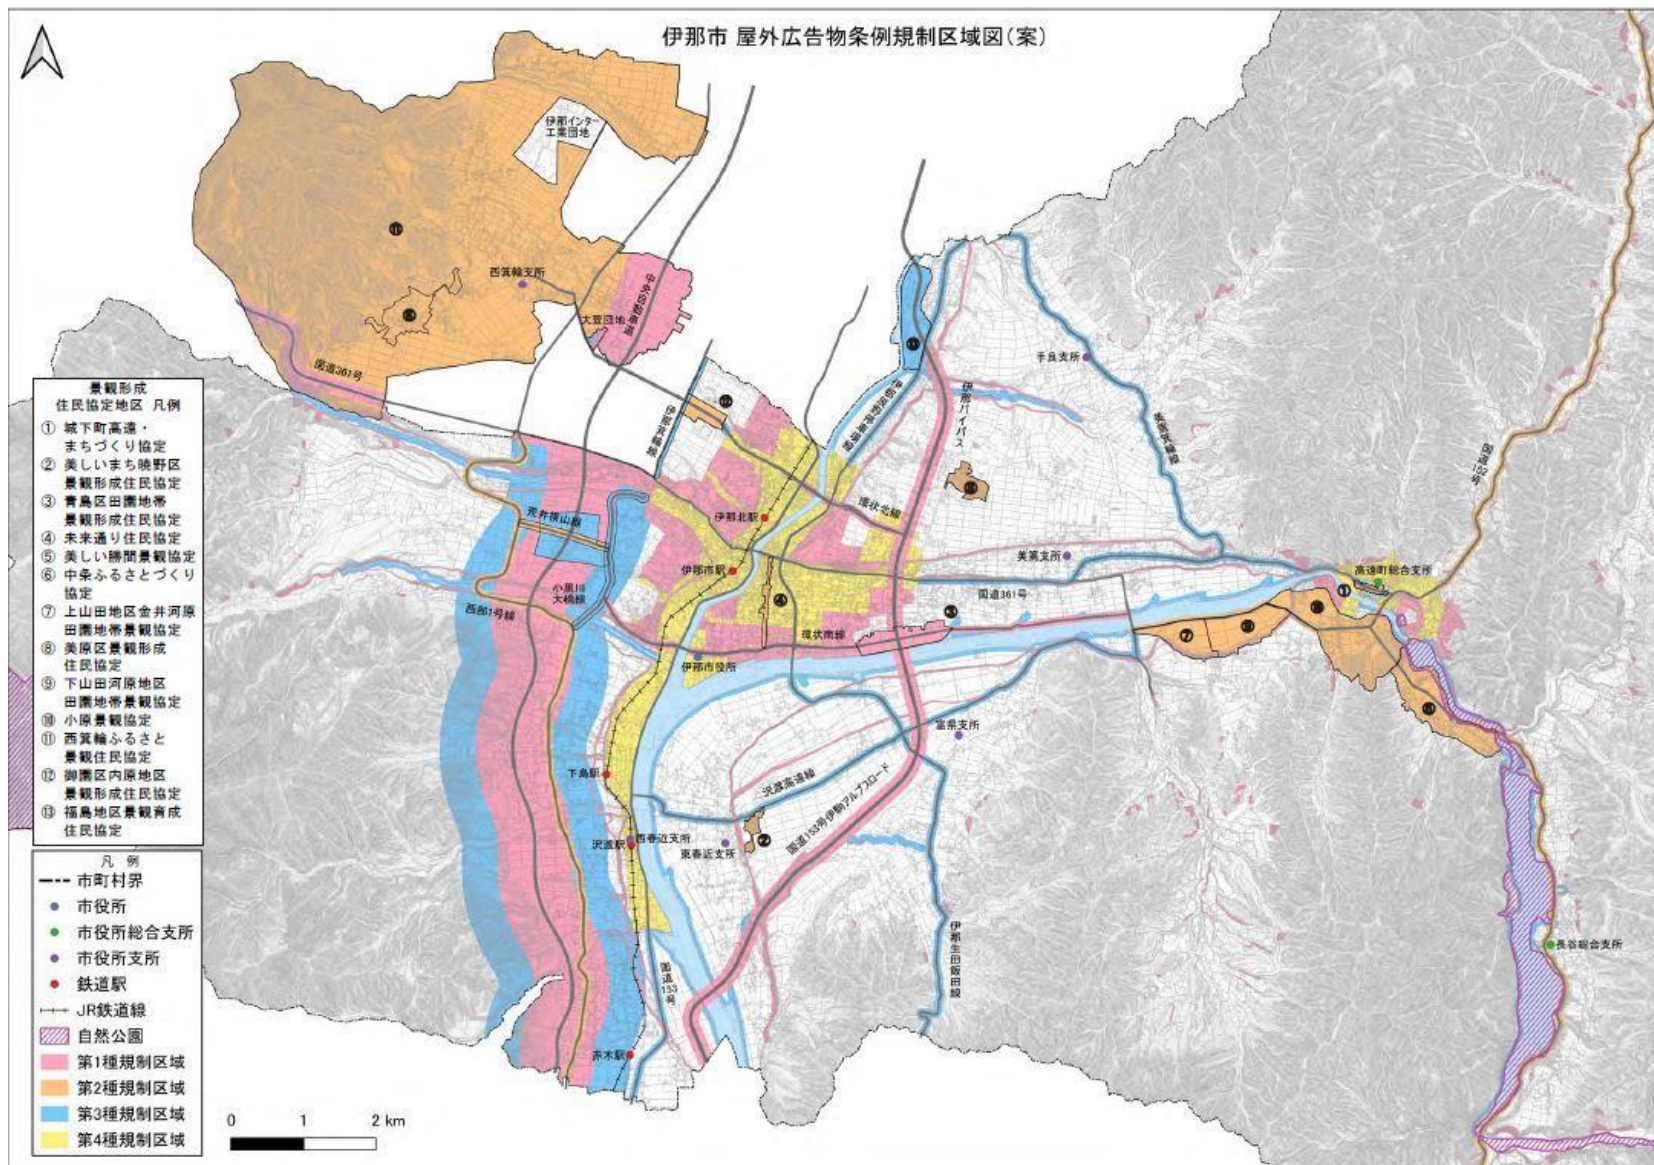 伊那市 屋外広告物条例規制区域図(案)
伊那インター
工業団地
⑪
西箕輪支所
中央自動車道
大萱団地
国道361号
伊那箕輪線
⑫
⑬
伊那バイパス
手良支所
国道152号
⑧
環状北線
伊那北駅
荒井横山線
美篶支所
伊那市駅
高遠町総合支所
①
小黒川
大橋線
④
国道361号
③
西部1号線
環状南線
⑦
⑨
⑩
伊那市役所
⑤
富県支所
下島駅
沢渡高遠線
国道153号伊駒アルプスロード
西春近支所
沢渡駅
東春近支所
②
伊那生田飯田線
長谷総合支所
国道153号
赤木駅
景観形成
住民協定地区 凡例
① 城下町高遠・
まちづくり協定
② 美しいまち暁野区
景観形成住民協定
③ 青島区田園地帯
景観形成住民協定
④ 未来通り住民協定
⑤ 美しい勝間景観協定
⑥ 中条ふるさとづくり
協定
⑦ 上山田地区金井河原
田園地帯景観協定
⑧ 美原区景観形成
住民協定
⑨ 下山田河原地区
田園地帯景観協定
⑩ 小原景観協定
⑪ 西箕輪ふるさと
景観住民協定
⑫ 御園区内原地区
景観形成住民協定
⑬ 福島地区景観育成
住民協定
凡 例
市町村界
市役所
市役所総合支所
市役所支所
鉄道駅
JR鉄道線
自然公園
第1種規制区域
第2種規制区域
第3種規制区域
第4種規制区域
0 1 2 km